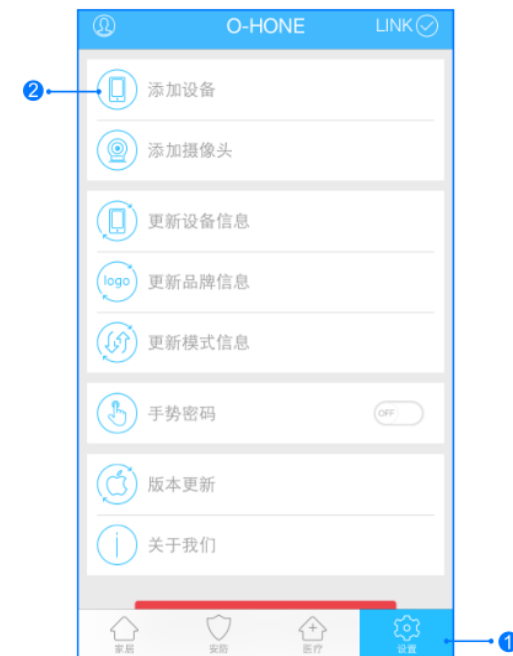 O-HONE
LINK
2
添加设备
添加摄像头
更新设备信息
logo
更新品牌信息
更新模式信息
手势密码
OFF
版本更新
关于我们
家居
安防
医疗
设置
1